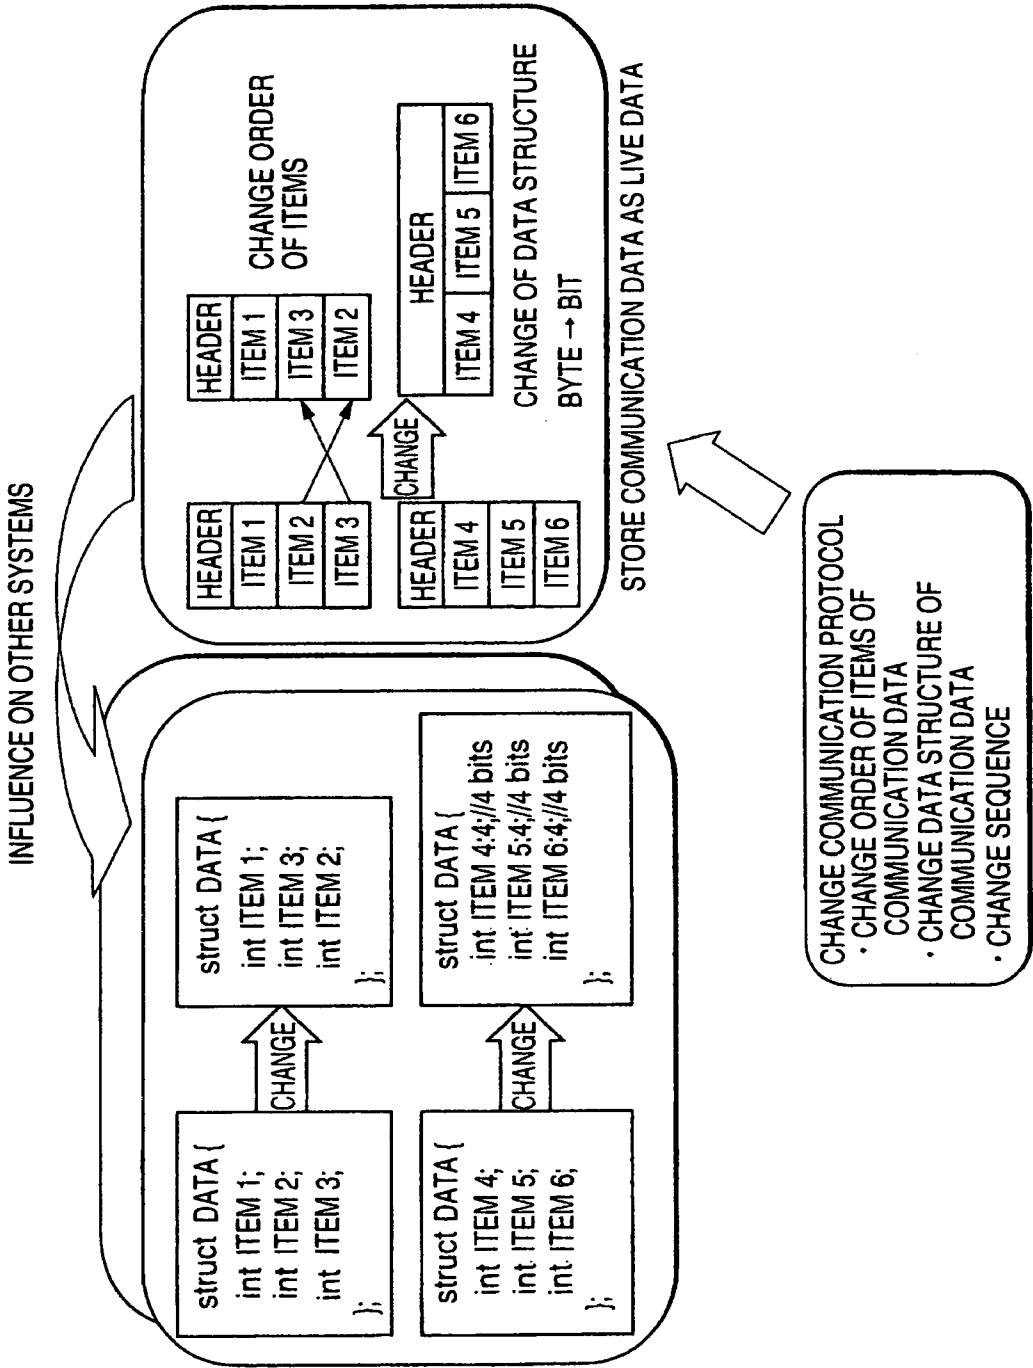 INFLUENCE ON OTHER SYSTEMS
struct DATA {
int ITEM 1;
int ITEM 2;
int ITEM 3;
};
CHANGE
struct DATA {
int ITEM 1;
int ITEM 3;
int ITEM 2;
};
struct DATA {
int ITEM 4;
int ITEM 5;
int ITEM 6;
};
CHANGE
struct DATA {
int ITEM 4:4;//4 bits
int ITEM 5:4;//4 bits
int ITEM 6:4;//4 bits
};
HEADER
ITEM 1
ITEM 2
ITEM 3
HEADER
ITEM 1
ITEM 3
ITEM 2
CHANGE ORDER
OF ITEMS
HEADER
ITEM 4
ITEM 5
ITEM 6
CHANGE
HEADER
ITEM 4 ITEM 5 ITEM 6
CHANGE OF DATA STRUCTURE
BYTE → BIT
STORE COMMUNICATION DATA AS LIVE DATA
CHANGE COMMUNICATION PROTOCOL
· CHANGE ORDER OF ITEMS OF
COMMUNICATION DATA
· CHANGE DATA STRUCTURE OF
COMMUNICATION DATA
· CHANGE SEQUENCE